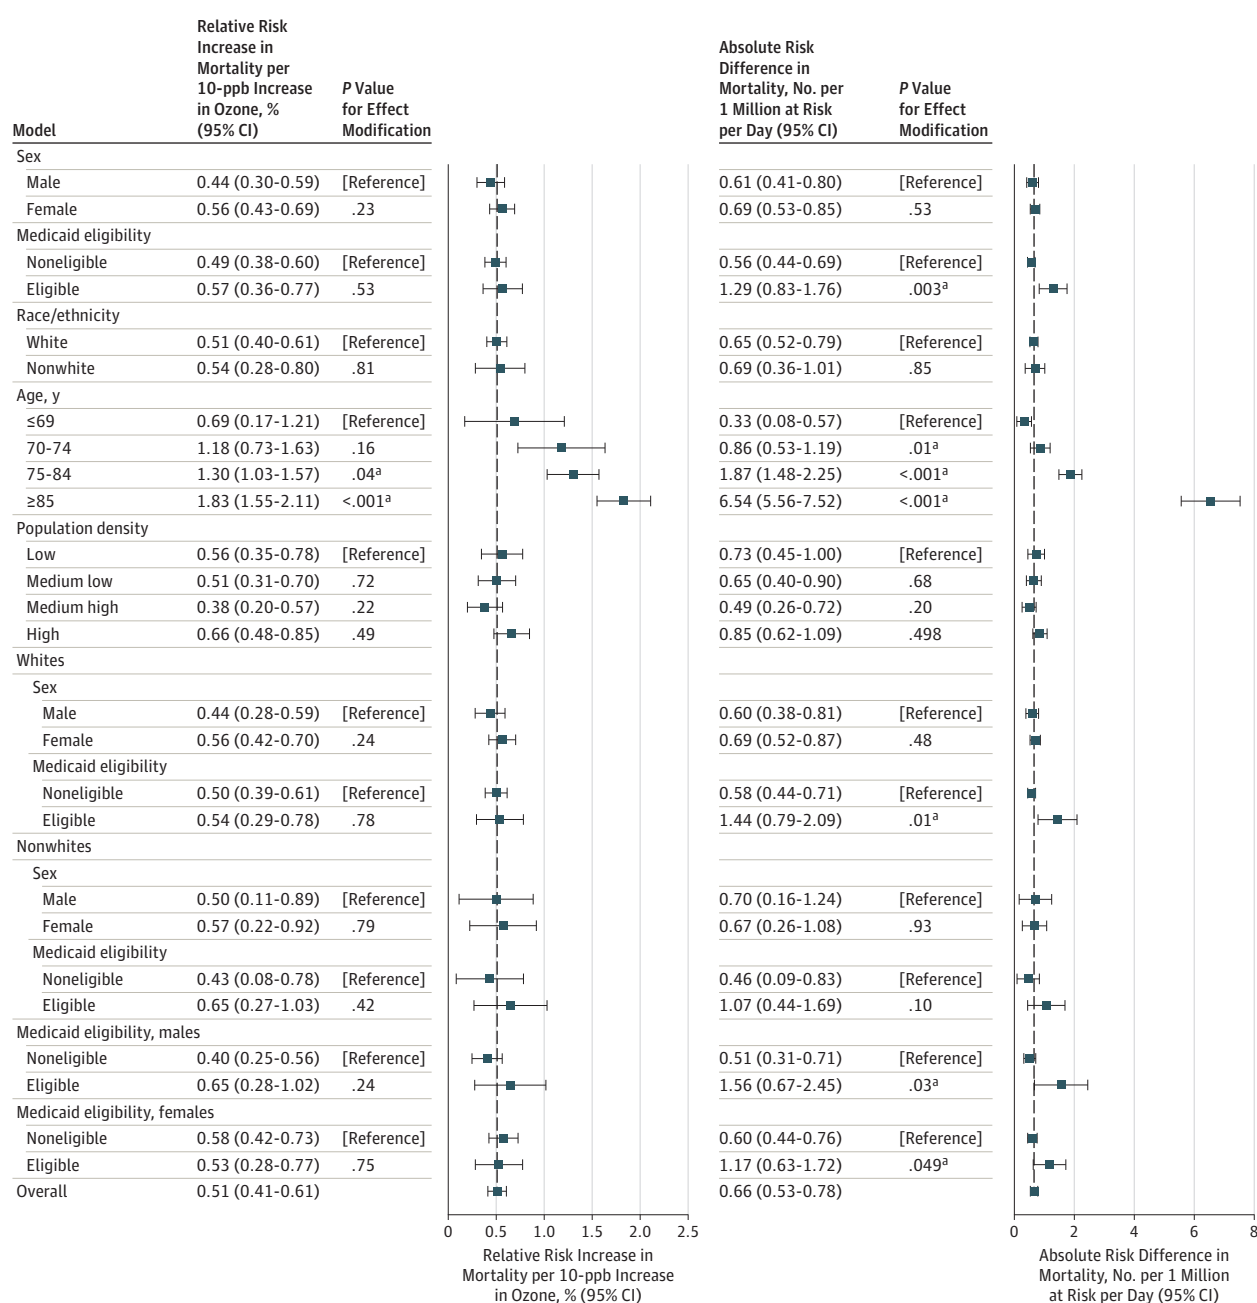 Model
Relative Risk
Increase in
Mortality per
10-ppb Increase
in Ozone, %
(95% CI)
P Value
for Effect
Modification
Absolute Risk
Difference in
Mortality, No. per
1 Million at Risk
per Day (95% CI)
P Value
for Effect
Modification
Sex
Male 0.44 (0.30-0.59) [Reference] 0.61 (0.41-0.80) [Reference]
Female 0.56 (0.43-0.69) .23 0.69 (0.53-0.85) .53
Medicaid eligibility
Noneligible 0.49 (0.38-0.60) [Reference] 0.56 (0.44-0.69) [Reference]
Eligible 0.57 (0.36-0.77) .53 1.29 (0.83-1.76) .003a
Race/ethnicity
White 0.51 (0.40-0.61) [Reference] 0.65 (0.52-0.79) [Reference]
Nonwhite 0.54 (0.28-0.80) .81 0.69 (0.36-1.01) .85
Age, y
≤69 0.69 (0.17-1.21) [Reference] 0.33 (0.08-0.57) [Reference]
70-74 1.18 (0.73-1.63) .16 0.86 (0.53-1.19) .01a
75-84 1.30 (1.03-1.57) .04a 1.87 (1.48-2.25) <.001a
≥85 1.83 (1.55-2.11) <.001a 6.54 (5.56-7.52) <.001a
Population density
Low 0.56 (0.35-0.78) [Reference] 0.73 (0.45-1.00) [Reference]
Medium low 0.51 (0.31-0.70) .72 0.65 (0.40-0.90) .68
Medium high 0.38 (0.20-0.57) .22 0.49 (0.26-0.72) .20
High 0.66 (0.48-0.85) .49 0.85 (0.62-1.09) .498
Whites
Sex
Male 0.44 (0.28-0.59) [Reference] 0.60 (0.38-0.81) [Reference]
Female 0.56 (0.42-0.70) .24 0.69 (0.52-0.87) .48
Medicaid eligibility
Noneligible 0.50 (0.39-0.61) [Reference] 0.58 (0.44-0.71) [Reference]
Eligible 0.54 (0.29-0.78) .78 1.44 (0.79-2.09) .01a
Nonwhites
Sex
Male 0.50 (0.11-0.89) [Reference] 0.70 (0.16-1.24) [Reference]
Female 0.57 (0.22-0.92) .79 0.67 (0.26-1.08) .93
Medicaid eligibility
Noneligible 0.43 (0.08-0.78) [Reference] 0.46 (0.09-0.83) [Reference]
Eligible 0.65 (0.27-1.03) .42 1.07 (0.44-1.69) .10
Medicaid eligibility, males
Noneligible 0.40 (0.25-0.56) [Reference] 0.51 (0.31-0.71) [Reference]
Eligible 0.65 (0.28-1.02) .24 1.56 (0.67-2.45) .03a
Medicaid eligibility, females
Noneligible 0.58 (0.42-0.73) [Reference] 0.60 (0.44-0.76) [Reference]
Eligible 0.53 (0.28-0.77) .75 1.17 (0.63-1.72) .049a
Overall 0.51 (0.41-0.61) 0.66 (0.53-0.78)
0 0.5 1.0 1.5 2.0 2.5
Relative Risk Increase in
Mortality per 10-ppb Increase
in Ozone, % (95% CI)
0 2 4 6 8
Absolute Risk Difference in
Mortality, No. per 1 Million
at Risk per Day (95% CI)